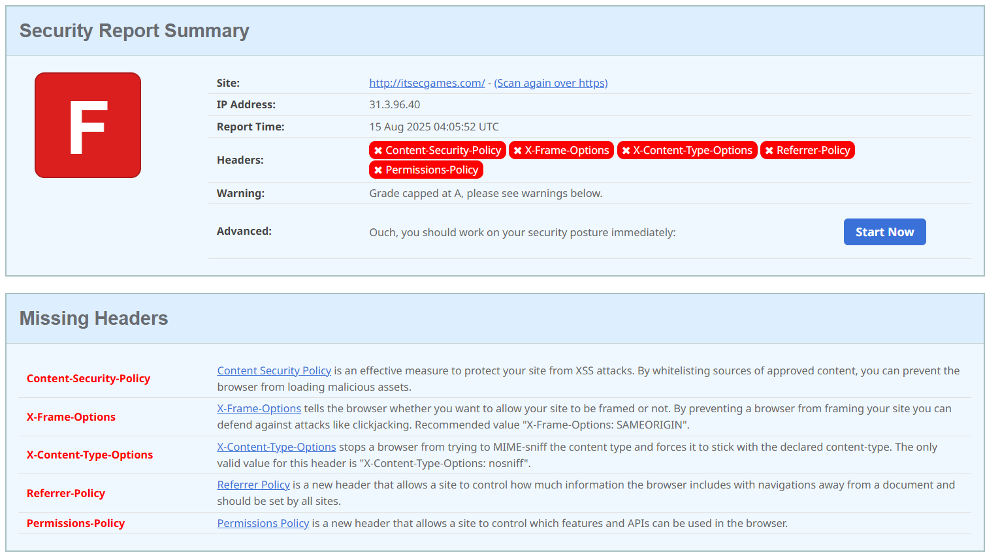 Security Report Summary
F
Site: http://itsecgames.com/ - (Scan again over https)
IP Address: 31.3.96.40
Report Time: 15 Aug 2025 04:05:52 UTC
Headers: ✖ Content-Security-Policy ✖ X-Frame-Options ✖ X-Content-Type-Options ✖ Referrer-Policy
✖ Permissions-Policy
Warning: Grade capped at A, please see warnings below.
Advanced: Ouch, you should work on your security posture immediately: Start Now
Missing Headers
Content-Security-Policy Content Security Policy is an effective measure to protect your site from XSS attacks. By whitelisting sources of approved content, you can prevent the
browser from loading malicious assets.
X-Frame-Options X-Frame-Options tells the browser whether you want to allow your site to be framed or not. By preventing a browser from framing your site you can
defend against attacks like clickjacking. Recommended value "X-Frame-Options: SAMEORIGIN".
X-Content-Type-Options X-Content-Type-Options stops a browser from trying to MIME-sniff the content type and forces it to stick with the declared content-type. The only
valid value for this header is "X-Content-Type-Options: nosniff".
Referrer-Policy Referrer Policy is a new header that allows a site to control how much information the browser includes with navigations away from a document and
should be set by all sites.
Permissions-Policy Permissions Policy is a new header that allows a site to control which features and APIs can be used in the browser.